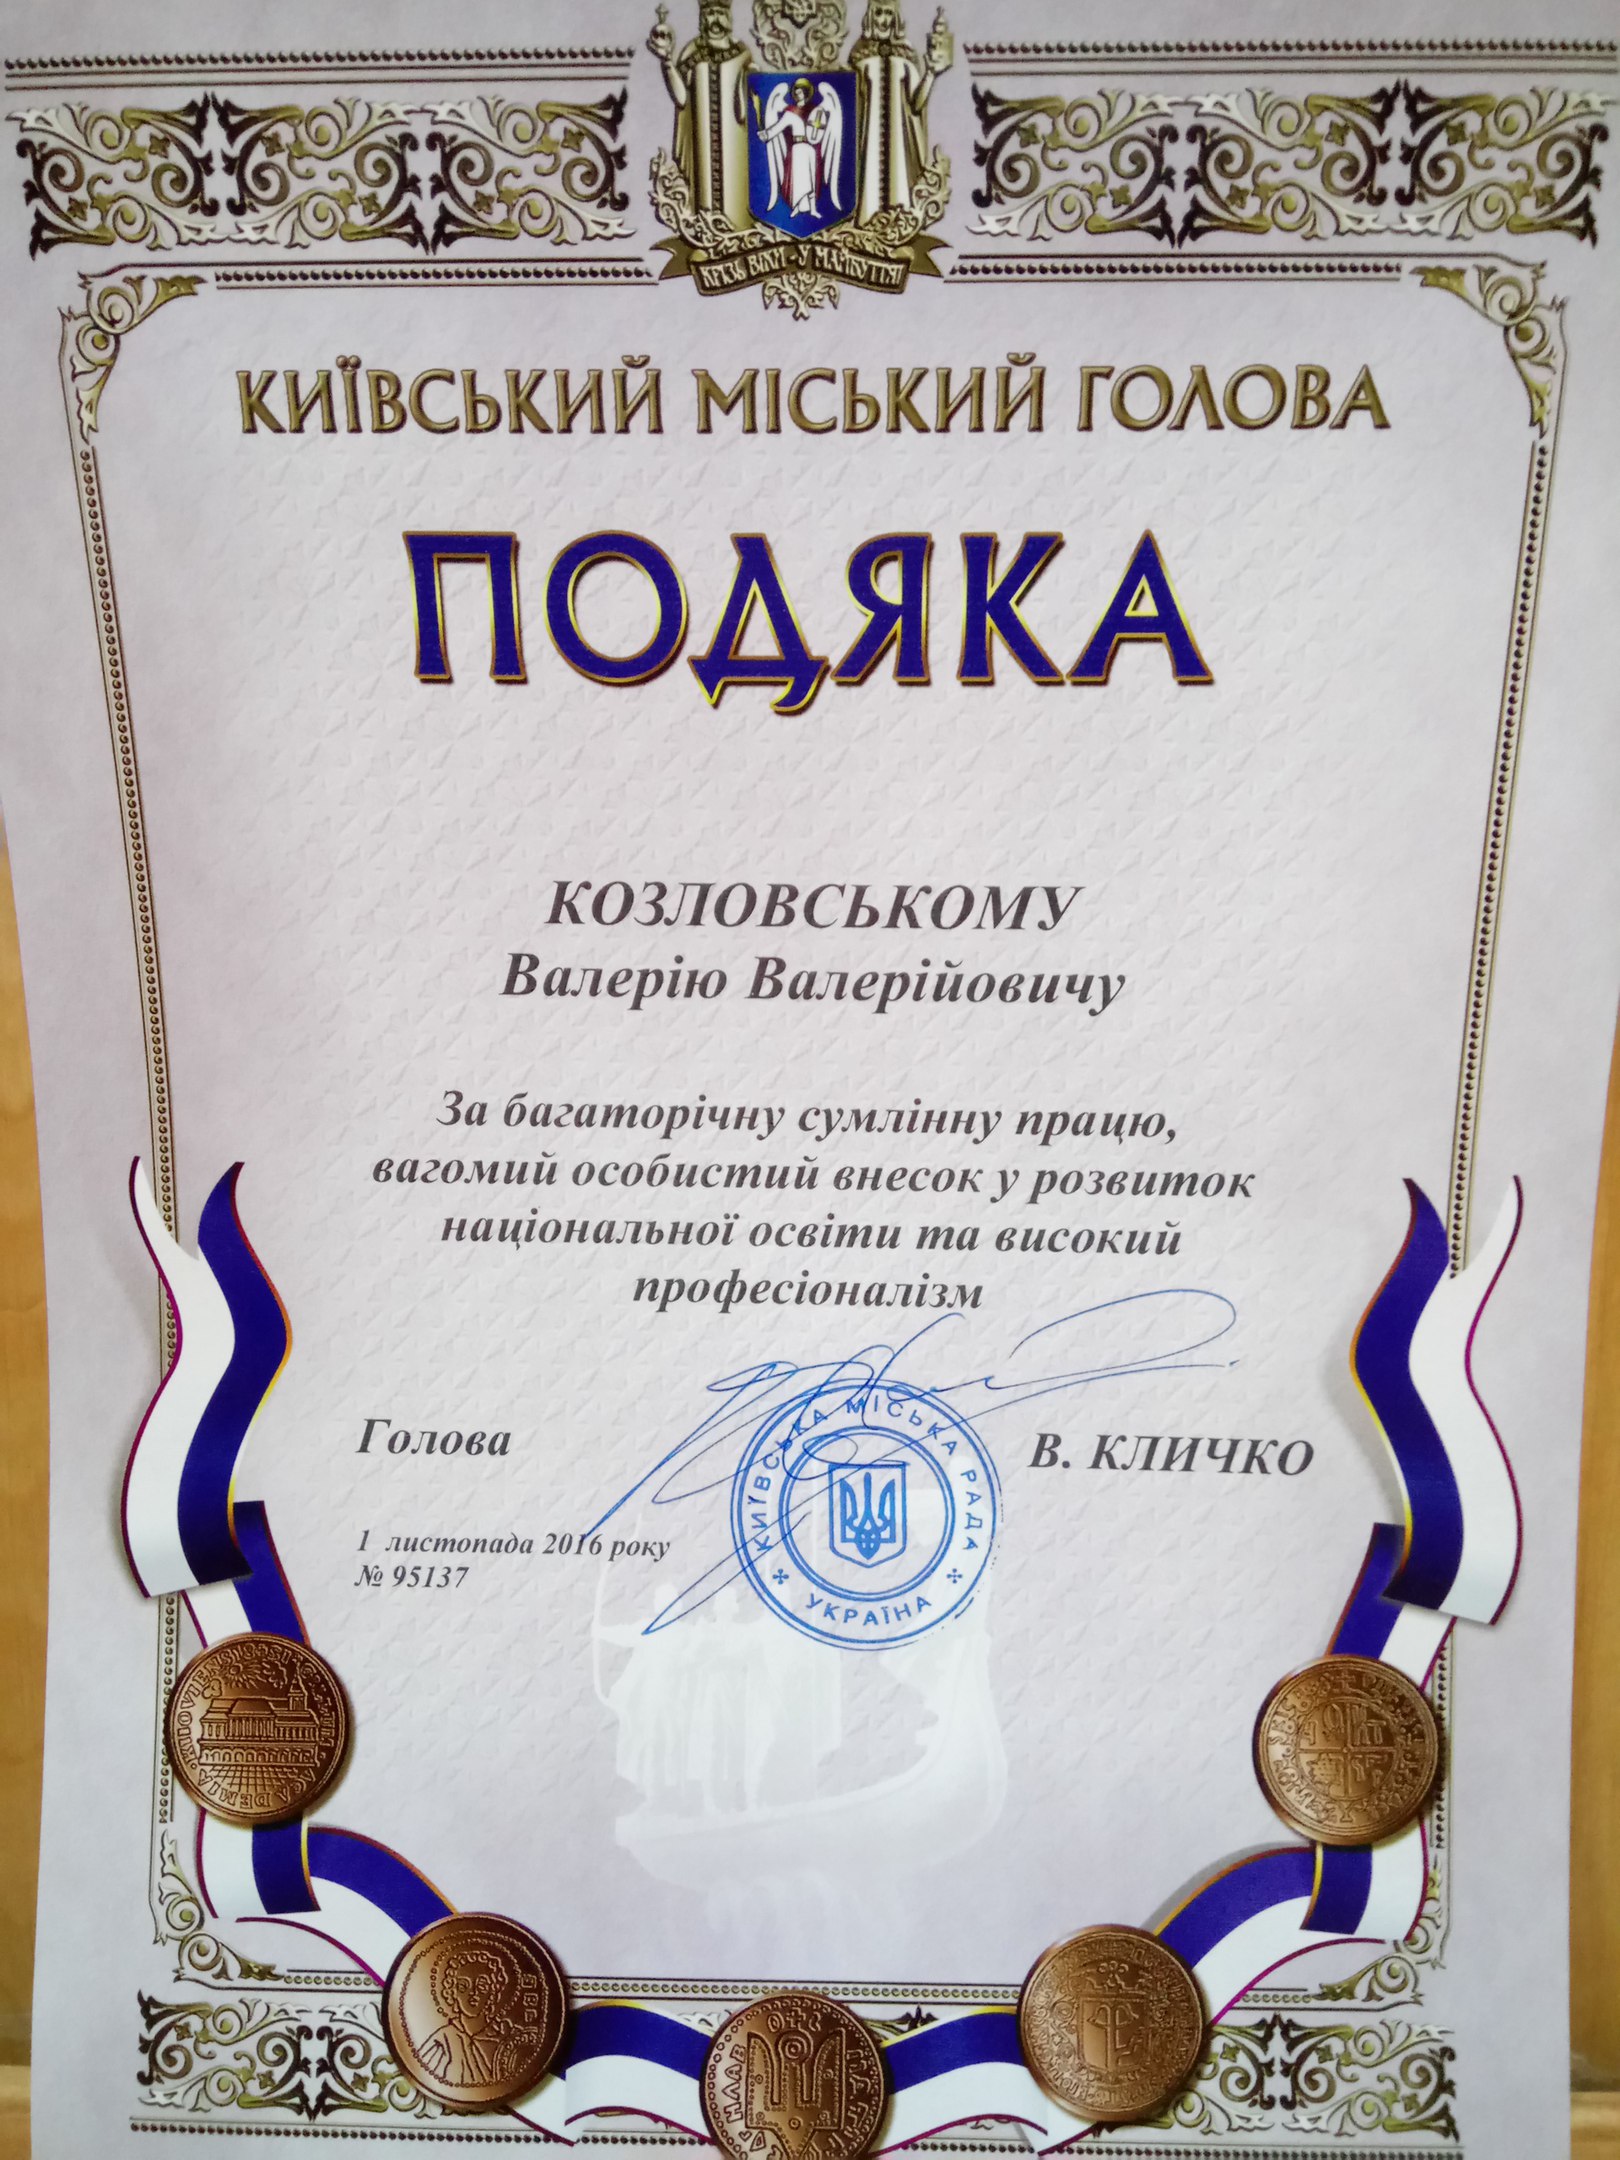 КРІЗЬ ВІКИ - У МАЙБУТТЯ!
КИЇВСЬКИЙ МІСЬКИЙ ГОЛОВА
ПОДЯКА
КОЗЛОВСЬКОМУ
Валерію Валерійовичу
За багаторічну сумлінну працю,
вагомий особистий внесок у розвиток
національної освіти та високий
професіоналізм
Голова
В. КЛИЧКО
КИЇВСЬКА МІСЬКА РАДА
УКРАЇНА
1 листопада 2016 року
№ 95137